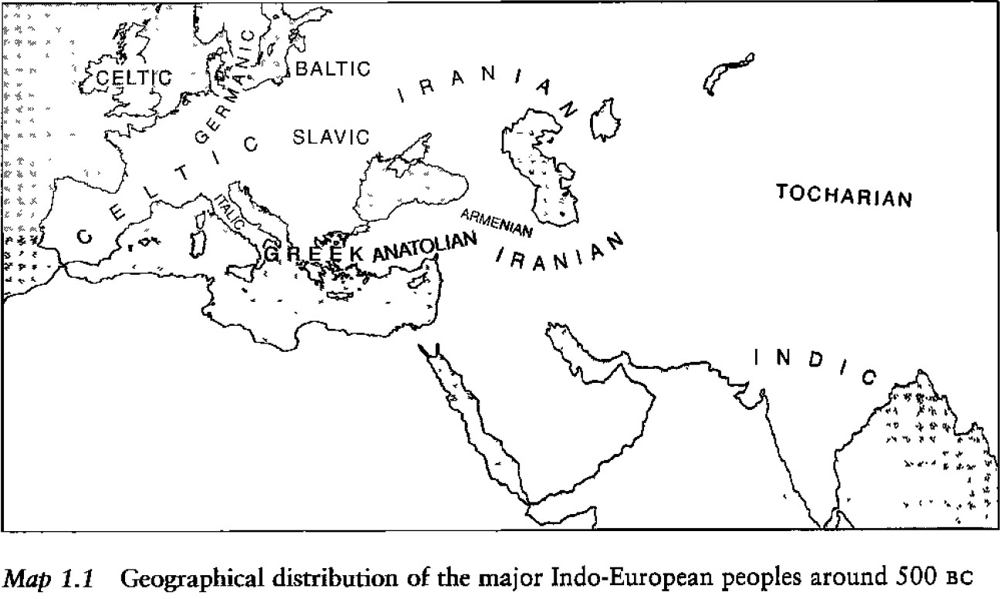 GERMANIC
BALTIC
CELTIC
IRANIAN
SLAVIC
CELTIC
TOCHARIAN
ITALIC
ARMENIAN
GREEK
ANATOLIAN
IRANIAN
INDIC
Map 1.1 Geographical distribution of the major Indo-European peoples around 500 BC